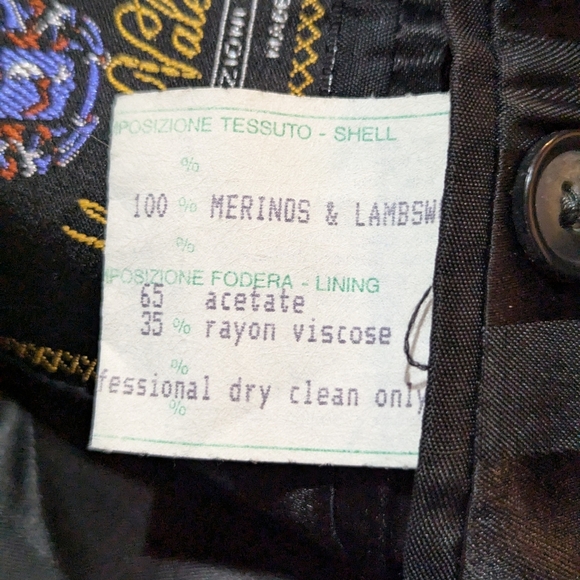 MPOSIZIONE TESSUTO - SHELL
%
100 % MERINOS & LAMBSW
%
MPOSIZIONE FODERA - LINING
65 acetate
35 % rayon viscose
%
fessional dry clean only
%